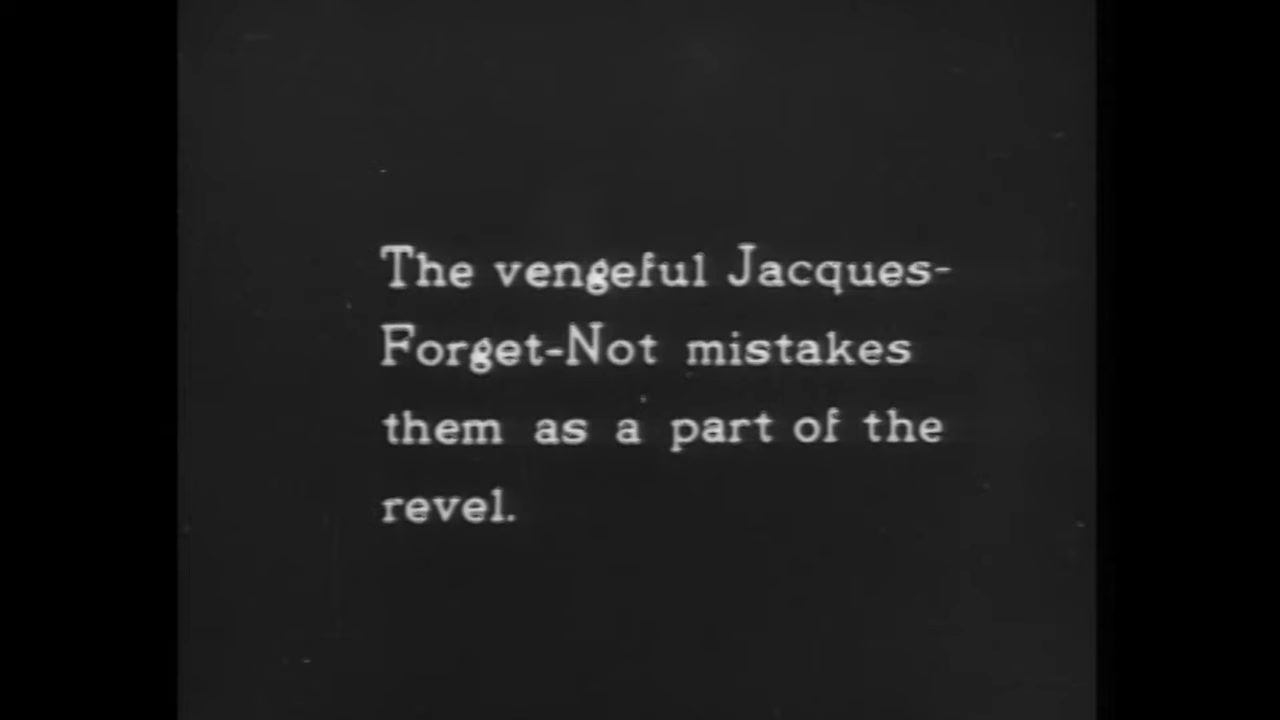 The vengeful Jacques-
Forget-Not mistakes
them as a part of the
revel.